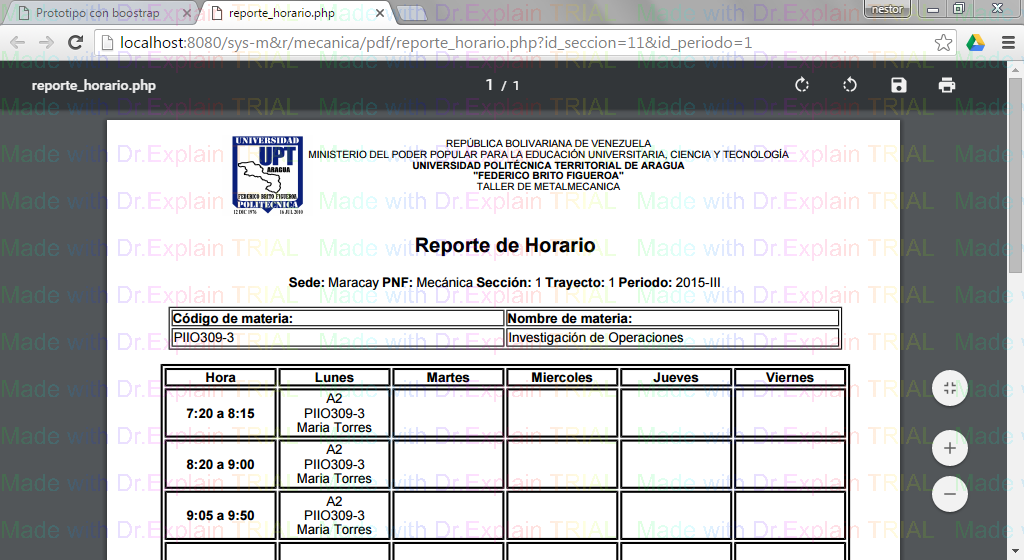 Prototipo con boostrap
reporte_horario.php
nestor
localhost:8080/sys-m&r/mecanica/pdf/reporte_horario.php?id_seccion=11&id_periodo=1
reporte_horario.php
1 / 1
UNIVERSIDAD
UPT
ARAGUA
FEDERICO BRITO FIGUEROA
POLITÉCNICA
12 DIC 1976 16 JUL 2010
REPÚBLICA BOLIVARIANA DE VENEZUELA
MINISTERIO DEL PODER POPULAR PARA LA EDUCACIÓN UNIVERSITARIA, CIENCIA Y TECNOLOGÍA
UNIVERSIDAD POLITÉCNICA TERRITORIAL DE ARAGUA
"FEDERICO BRITO FIGUEROA"
TALLER DE METALMECANICA
Reporte de Horario
Sede: Maracay PNF: Mecánica Sección: 1 Trayecto: 1 Periodo: 2015-III
Código de materia: Nombre de materia:
PIIO309-3 Investigación de Operaciones
Hora Lunes Martes Miercoles Jueves Viernes
7:20 a 8:15 A2
PIIO309-3
Maria Torres
8:20 a 9:00 A2
PIIO309-3
Maria Torres
9:05 a 9:50 A2
PIIO309-3
Maria Torres
Made with Dr.Explain TRIAL